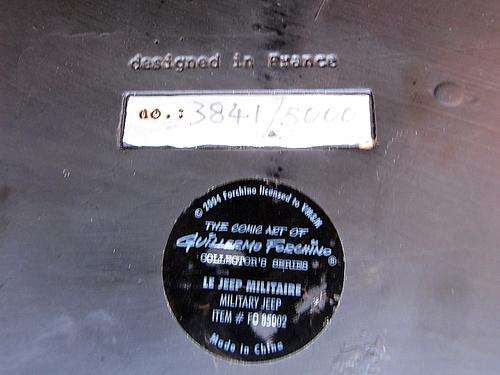 designed in France
no.: 3841/5000
© 2004 Forchino licensed to VM&M
THE COMIC ART OF
GUILLERMO FORCHINO®
COLLECTOR'S SERIES
LE JEEP MILITAIRE
MILITARY JEEP
ITEM # FO 85002
Made in China